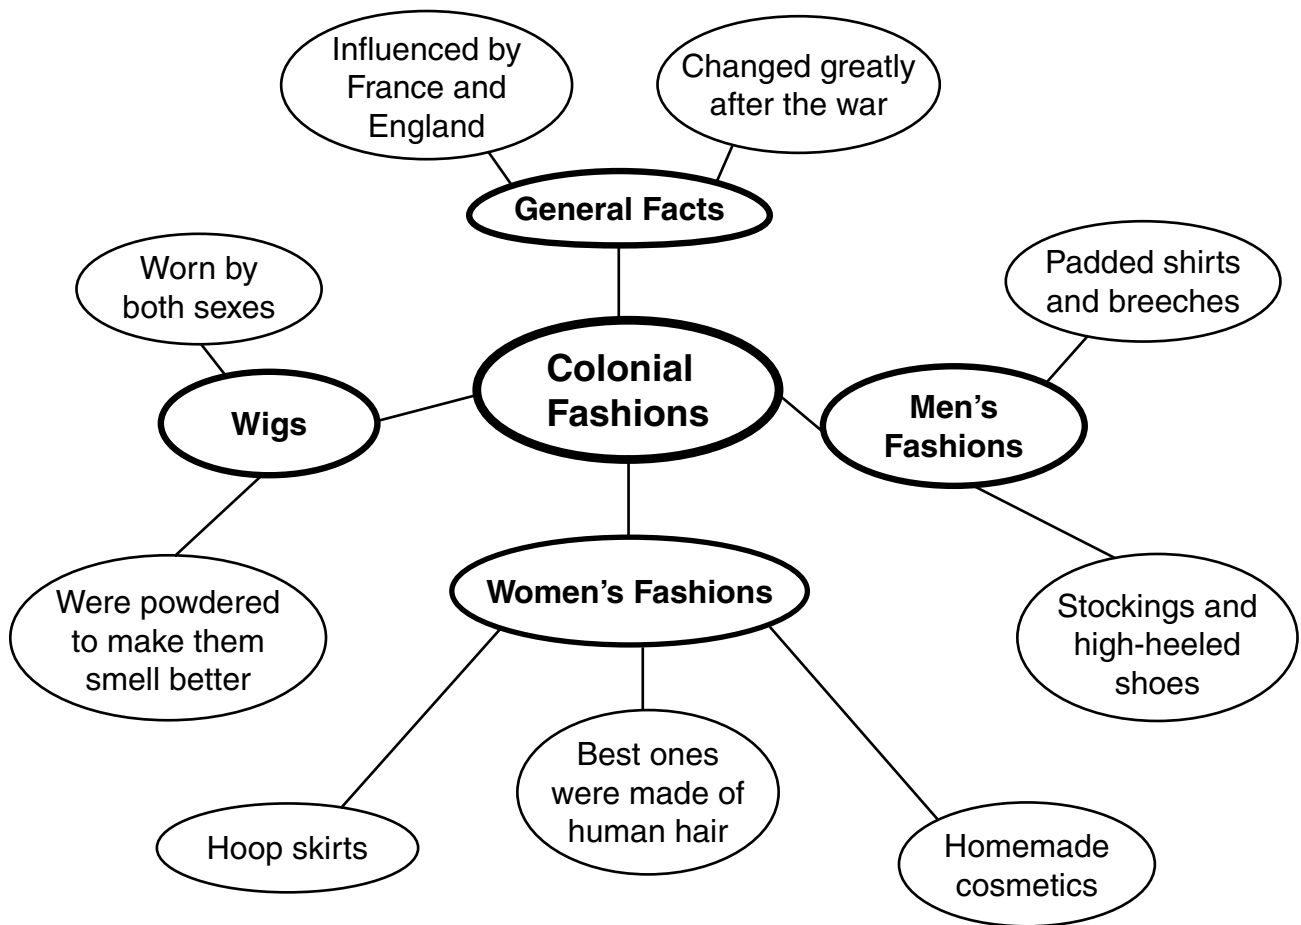 Influenced by
France and
England
Changed greatly
after the war
General Facts
Worn by
both sexes
Padded shirts
and breeches
Colonial
Fashions
Wigs
Men’s
Fashions
Were powdered
to make them
smell better
Women’s Fashions
Stockings and
high-heeled
shoes
Hoop skirts
Best ones
were made of
human hair
Homemade
cosmetics